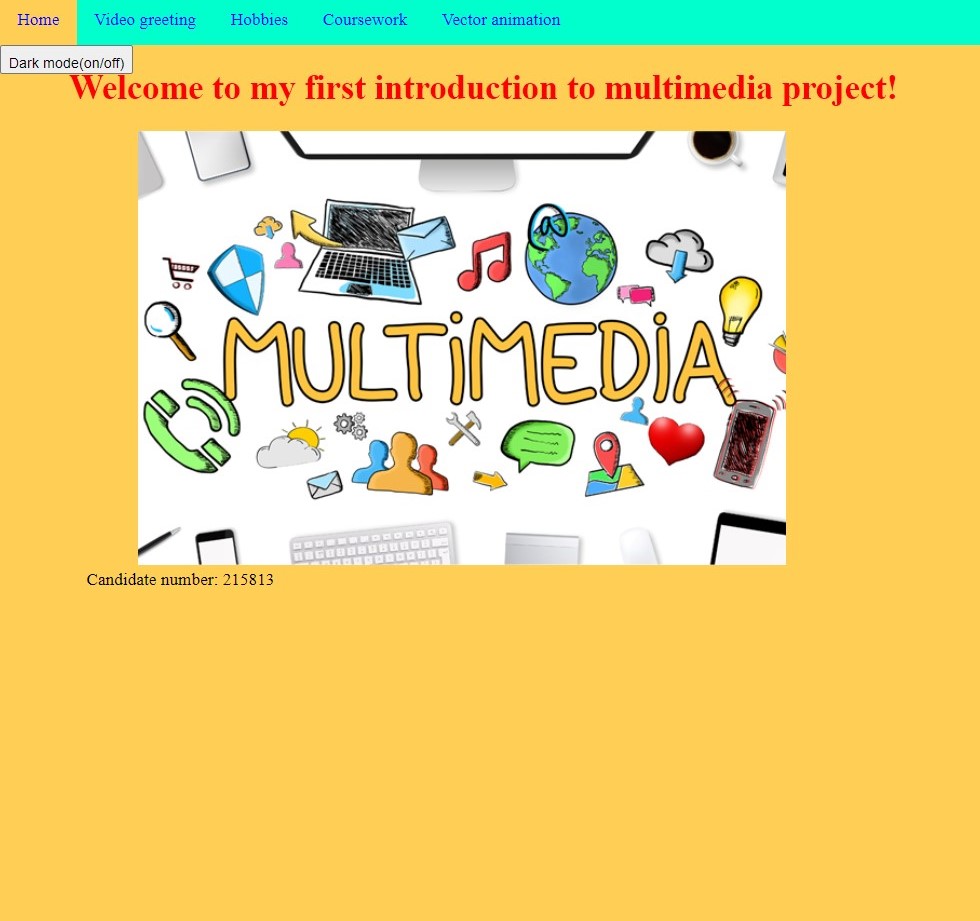 Home Video greeting Hobbies Coursework Vector animation
Dark mode(on/off)
Welcome to my first introduction to multimedia project!
@
MULTiMEDiA
Candidate number: 215813